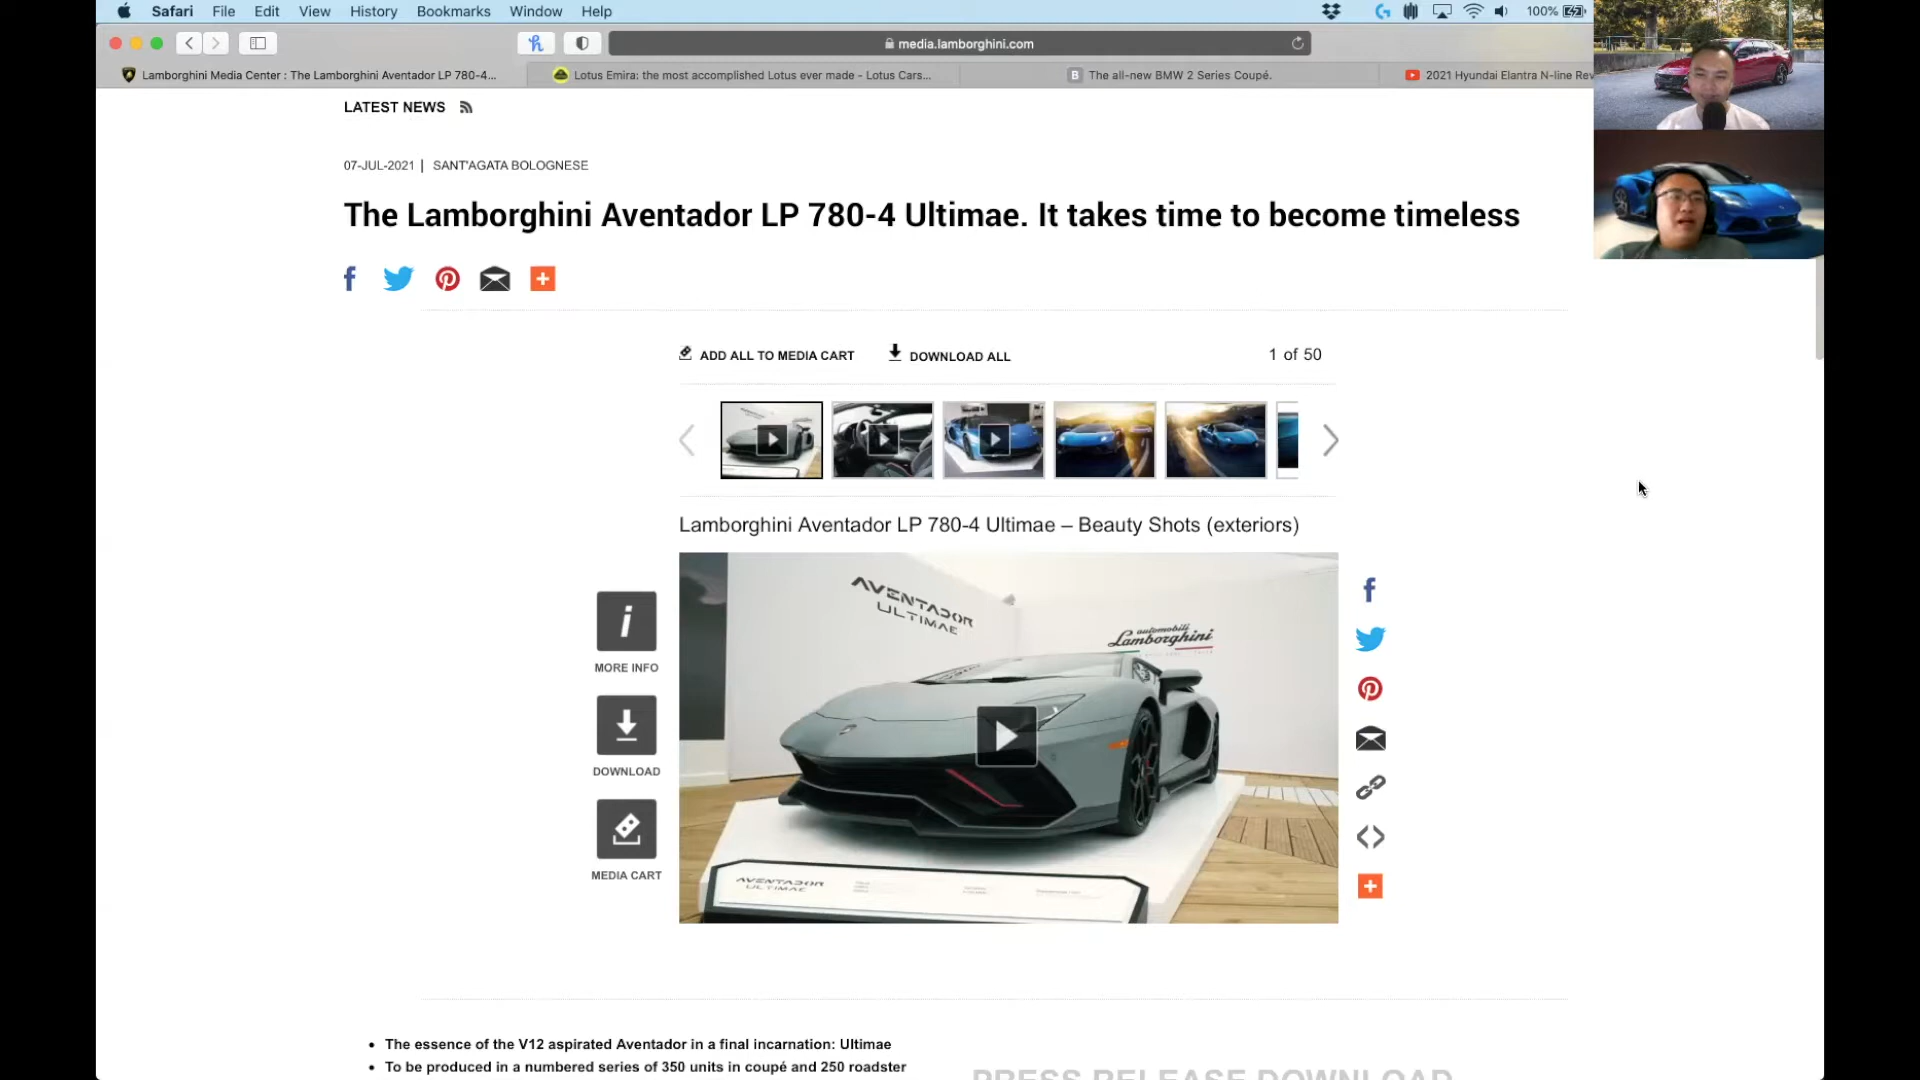 Safari File Edit View History Bookmarks Window Help 100%
media.lamborghini.com
Lamborghini Media Center : The Lamborghini Aventador LP 780-4... Lotus Emira: the most accomplished Lotus ever made - Lotus Cars... B The all-new BMW 2 Series Coupé. 2021 Hyundai Elantra N-line Rev
LATEST NEWS
07-JUL-2021 | SANT'AGATA BOLOGNESE
The Lamborghini Aventador LP 780-4 Ultimae. It takes time to become timeless
ADD ALL TO MEDIA CART DOWNLOAD ALL 1 of 50
Lamborghini Aventador LP 780-4 Ultimae – Beauty Shots (exteriors)
AVENTADOR
ULTIMAE
automobili
Lamborghini
MORE INFO
DOWNLOAD
MEDIA CART
AVENTADOR
ULTIMAE
• The essence of the V12 aspirated Aventador in a final incarnation: Ultimae
• To be produced in a numbered series of 350 units in coupé and 250 roadster
PRESS RELEASE DOWNLOAD